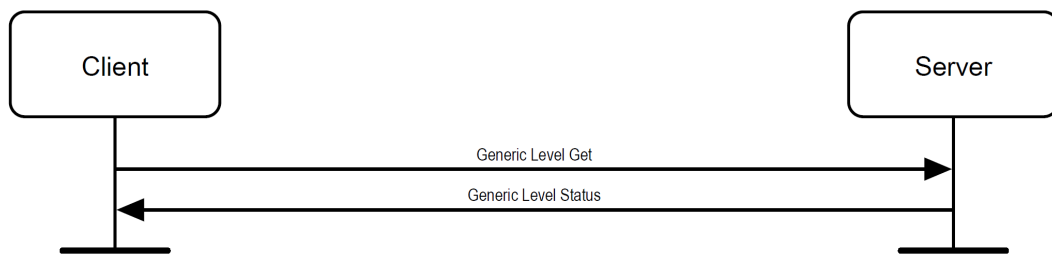 Client
Server
Generic Level Get
Generic Level Status